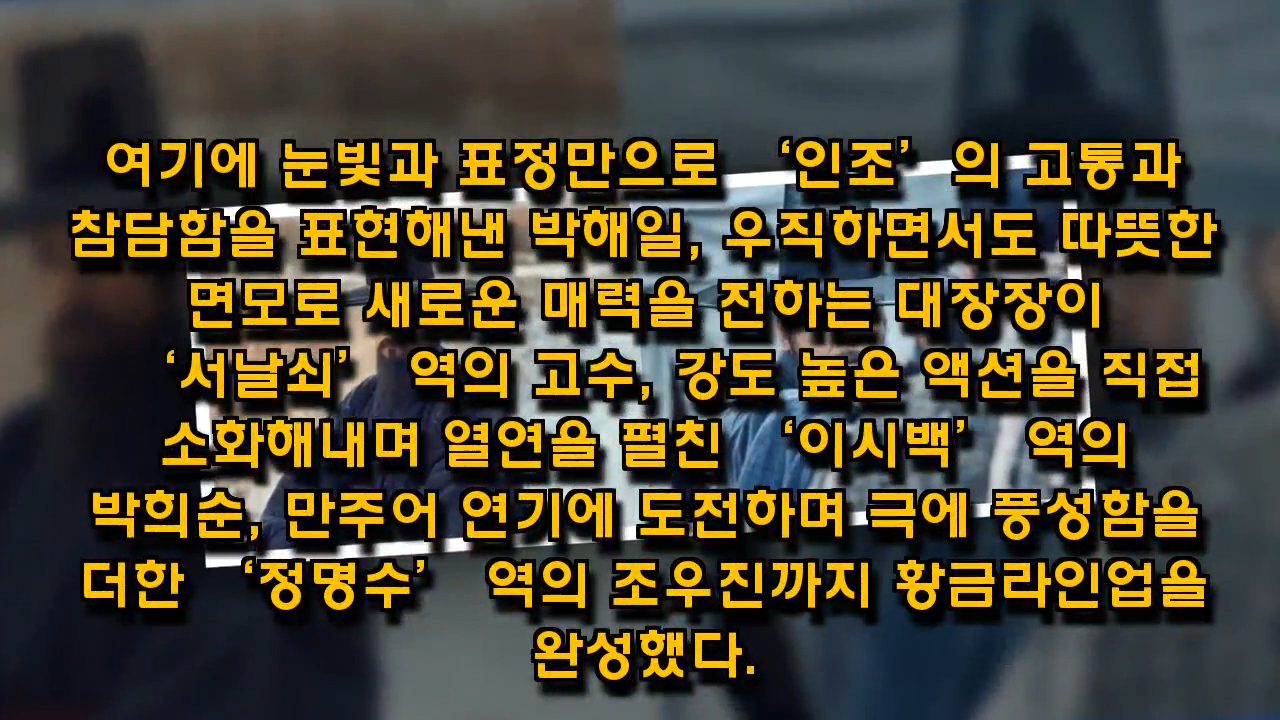 여기에 눈빛과 표정만으로 ‘인조’의 고통과
참담함을 표현해낸 박해일, 우직하면서도 따뜻한
면모로 새로운 매력을 전하는 대장장이
‘서날쇠’ 역의 고수, 강도 높은 액션을 직접
소화해내며 열연을 펼친 ‘이시백’ 역의
박희순, 만주어 연기에 도전하며 극에 풍성함을
더한 ‘정명수’ 역의 조우진까지 황금라인업을
완성했다.